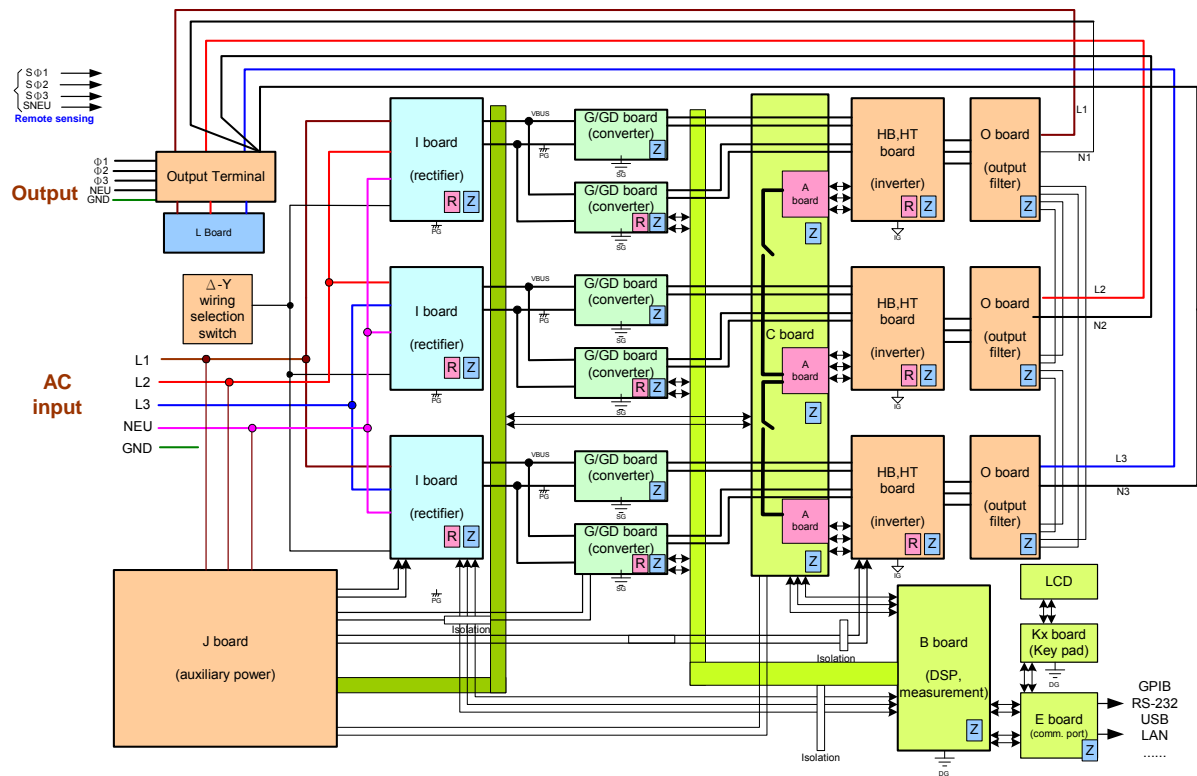 SΦ1
SΦ2
SΦ3
SNEU
Remote sensing
Φ1
Φ2
Φ3
NEU
GND
Output
Output Terminal
L Board
Δ-Y
wiring
selection
switch
AC
input
L1
L2
L3
NEU
GND
I board
(rectifier)
R Z
PG
I board
(rectifier)
R Z
PG
I board
(rectifier)
R Z
PG
VBUS
PG
G/GD board
(converter)
Z
SG
G/GD board
(converter)
R Z
SG
VBUS
PG
G/GD board
(converter)
Z
SG
G/GD board
(converter)
R Z
SG
VBUS
PG
G/GD board
(converter)
Z
SG
G/GD board
(converter)
R Z
SG
C board
A
board
Z
A
board
Z
A
board
Z
HB,HT
board
(inverter)
R Z
IG
HB,HT
board
(inverter)
R Z
IG
HB,HT
board
(inverter)
R Z
IG
O board
(output
filter)
Z
O board
(output
filter)
Z
O board
(output
filter)
Z
L1
N1
L2
N2
L3
N3
J board
(auxiliary power)
Isolation
Isolation
Isolation
B board
(DSP,
measurement)
Z
DG
LCD
Kx board
(Key pad)
DG
E board
(comm. port)
Z
GPIB
RS-232
USB
LAN
......